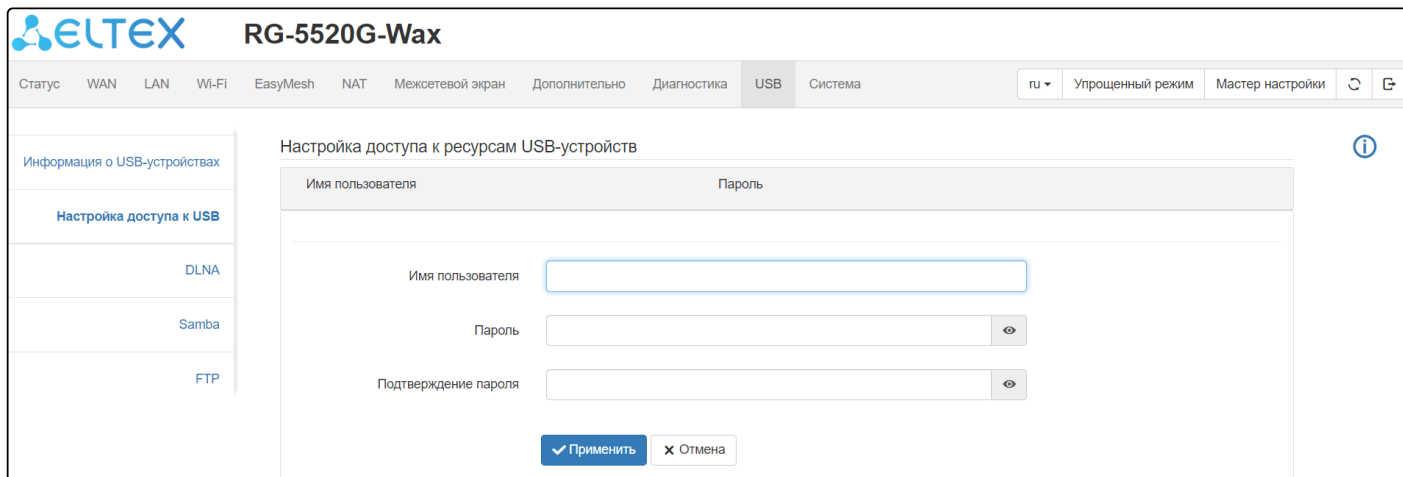 ELTEX RG-5520G-Wax
Статус WAN LAN Wi-Fi EasyMesh NAT Межсетевой экран Дополнительно Диагностика USB Система ru Упрощенный режим Мастер настройки
Информация о USB-устройствах
Настройка доступа к USB
DLNA
Samba
FTP
Настройка доступа к ресурсам USB-устройств
Имя пользователя Пароль
Имя пользователя
Пароль
Подтверждение пароля
Применить Отмена